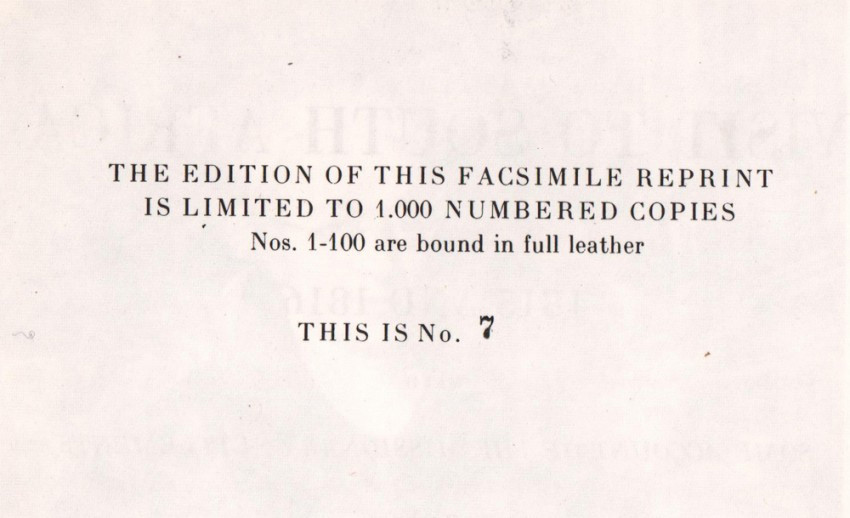 THE EDITION OF THIS FACSIMILE REPRINT
IS LIMITED TO 1.000 NUMBERED COPIES
Nos. 1-100 are bound in full leather
THIS IS No. 7